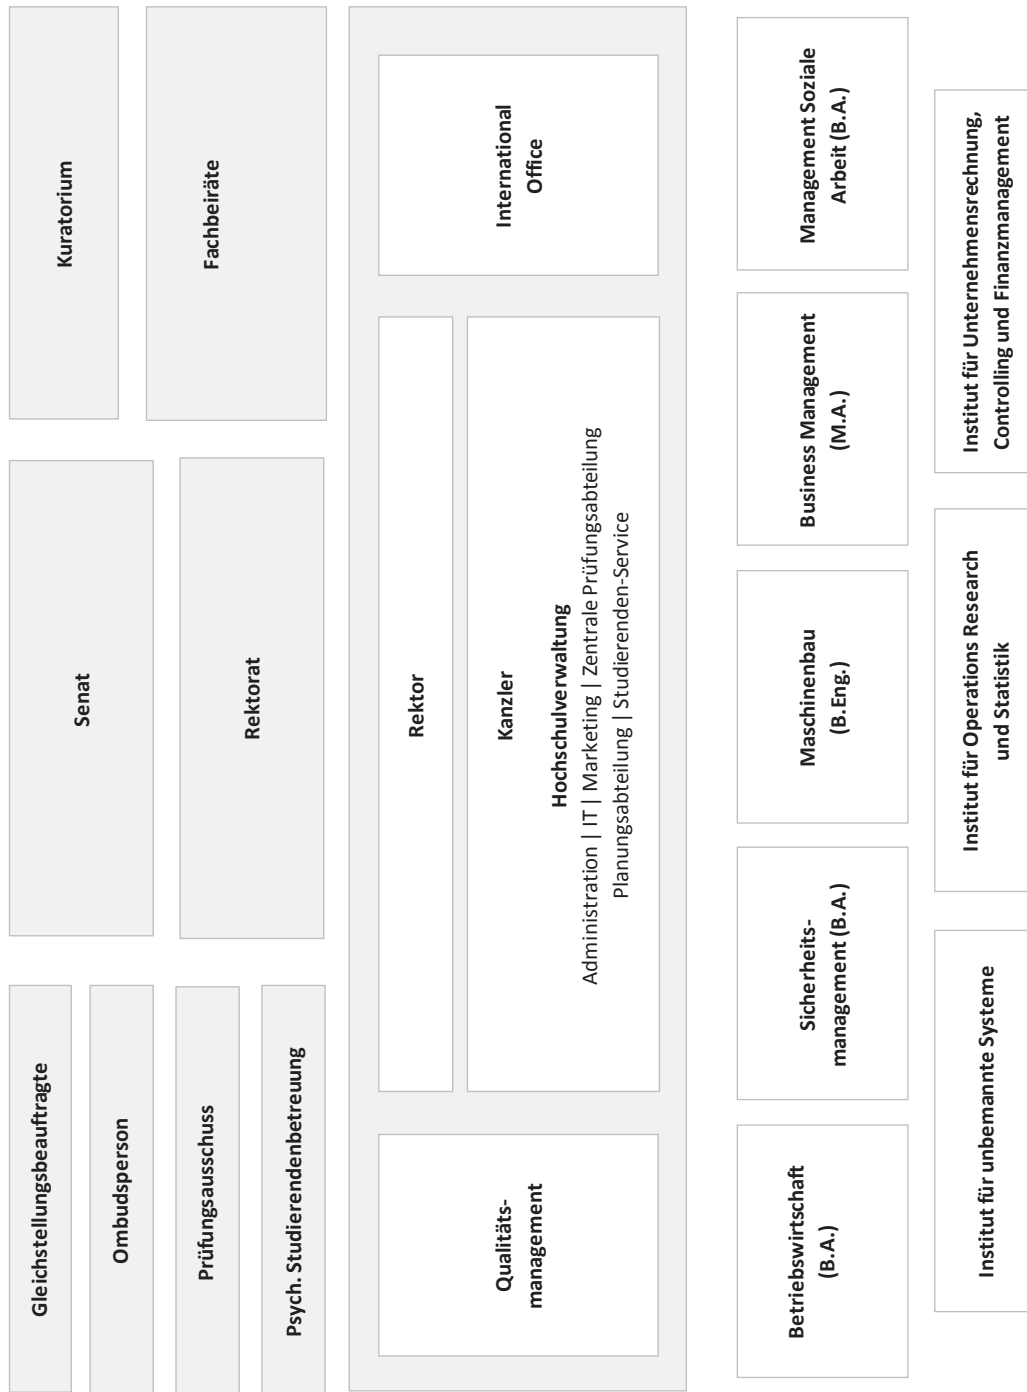 Gleichstellungsbeauftragte
Ombudsperson
Prüfungsausschuss
Psych. Studierendenbetreuung
Senat
Rektorat
Kuratorium
Fachbeiräte
Qualitäts-
management
Rektor
Kanzler
Hochschulverwaltung
Administration | IT | Marketing | Zentrale Prüfungsabteilung
Planungsabteilung | Studierenden-Service
International
Office
Betriebswirtschaft
(B.A.)
Sicherheits-
management (B.A.)
Maschinenbau
(B.Eng.)
Business Management
(M.A.)
Management Soziale
Arbeit (B.A.)
Institut für unbemannte Systeme
Institut für Operations Research
und Statistik
Institut für Unternehmensrechnung,
Controlling und Finanzmanagement